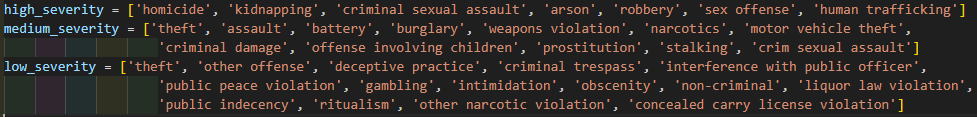 high_severity = ['homicide', 'kidnapping', 'criminal sexual assault', 'arson', 'robbery', 'sex offense', 'human trafficking']
medium_severity = ['theft', 'assault', 'battery', 'burglary', 'weapons violation', 'narcotics', 'motor vehicle theft',
'criminal damage', 'offense involving children', 'prostitution', 'stalking', 'crim sexual assault']
low_severity = ['theft', 'other offense', 'deceptive practice', 'criminal trespass', 'interference with public officer',
'public peace violation', 'gambling', 'intimidation', 'obscenity', 'non-criminal', 'liquor law violation',
'public indecency', 'ritualism', 'other narcotic violation', 'concealed carry license violation']